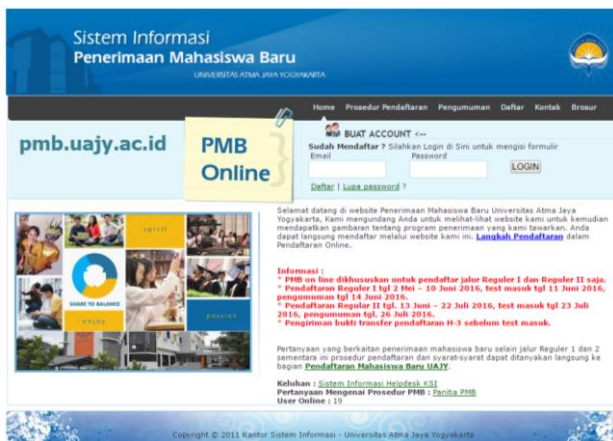 Sistem Informasi
Penerimaan Mahasiswa Baru
UNIVERSITAS ATMA JAYA YOGYAKARTA
Home Prosedur Pendaftaran Pengumuman Daftar Kontak Brosur
pmb.uajy.ac.id
PMB
Online
BUAT ACCOUNT <--
Sudah Mendaftar ? Silahkan Login di Sini untuk mengisi formulir
Email Password
LOGIN
Daftar | Lupa password ?
spirit
SHARE TO BALANCE
enjoy
Selamat datang di website Penerimaan Mahasiswa Baru Universitas Atma Jaya
Yogyakarta, Kami mengundang Anda untuk melihat-lihat website kami untuk kemudian
mendapatkan gambaran tentang program penerimaan yang kami tawarkan. Anda
dapat langsung mendaftar melalui website kami ini. Langkah Pendaftaran dalam
Pendaftaran Online.
Informasi :
* PMB on line dikhususkan untuk pendaftar jalur Reguler I dan Reguler II saja.
* Pendaftaran Reguler I tgl 2 Mei - 10 Juni 2016, test masuk tgl 11 Juni 2016,
pengumuman tgl 14 Juni 2016.
* Pendaftaran Regular II tgl. 13 Juni - 22 Juli 2016, test masuk tgl 23 Juli
2016, pengumuman tgl. 26 Juli 2016.
* Pengiriman bukti transfer pendaftaran H-3 sebelum test masuk.
Pertanyaan yang berkaitan penerimaan mahasiswa baru selain jalur Reguler 1 dan 2
sementara ini prosedur pendaftaran dan syarat-syarat dapat ditanyakan langsung ke
bagian Pendaftaran Mahasiswa Baru UAJY.
Keluhan : Sistem Informasi Helpdesk KSI
Pertanyaan Mengenai Prosedur PMB : Panitia PMB
User Online : 19
Copyright © 2011 Kantor Sistem Informasi - Universitas Atma Jaya Yogyakarta